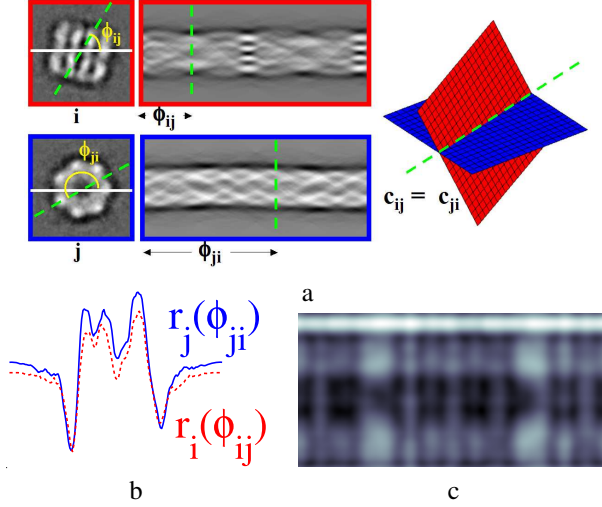 ϕij
i
ϕij
ϕji
j
ϕji
cij = cji
a
rj(ϕji)
ri(ϕij)
b
c